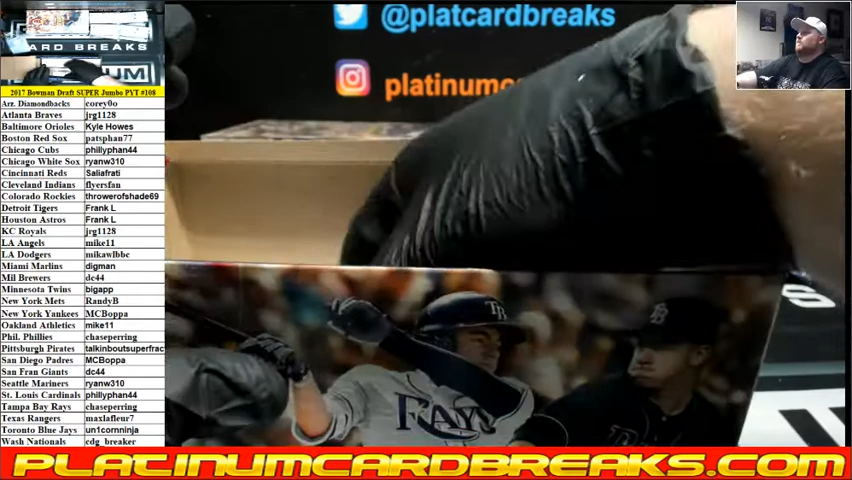 CARD BREAKS
UM
2017 Bowman Draft SUPER Jumbo PYT #108
Arz. Diamondbacks corey0o
Atlanta Braves jrg1128
Baltimore Orioles Kyle Howes
Boston Red Sox patsphan77
Chicago Cubs phillyphan44
Chicago White Sox ryanw310
Cincinnati Reds Saliafrati
Cleveland Indians flyersfan
Colorado Rockies throwerofshade69
Detroit Tigers Frank L
Houston Astros Frank L
KC Royals jrg1128
LA Angels mike11
LA Dodgers mikawlbbc
Miami Marlins digman
Mil Brewers dc44
Minnesota Twins bigapp
New York Mets RandyB
New York Yankees MCBoppa
Oakland Athletics mike11
Phil. Phillies chaseperring
Pittsburgh Pirates talkinboutsuperfrac
San Diego Padres MCBoppa
San Fran Giants dc44
Seattle Mariners ryanw310
St. Louis Cardinals phillyphan44
Tampa Bay Rays chaseperring
Texas Rangers maxlafleur7
Toronto Blue Jays un1cornninja
Wash Nationals cdg_breaker
@platcardbreaks
platinumc
TB
RAYS
S
PLATINUMCARDBREAKS.COM